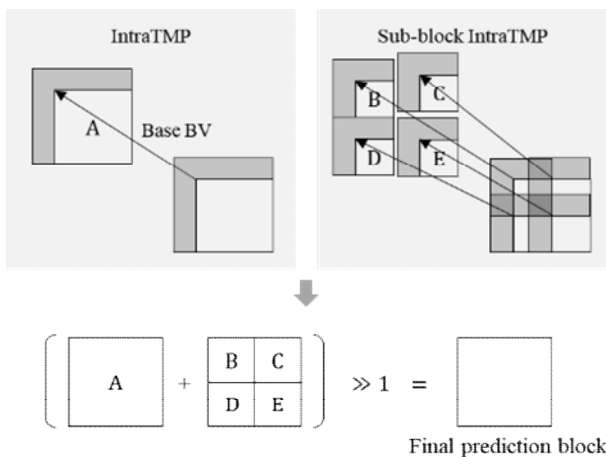 IntraTMP
Sub-block IntraTMP
A
Base BV
B
C
D
E
( A + B C ) ≫ 1 =
D E
Final prediction block